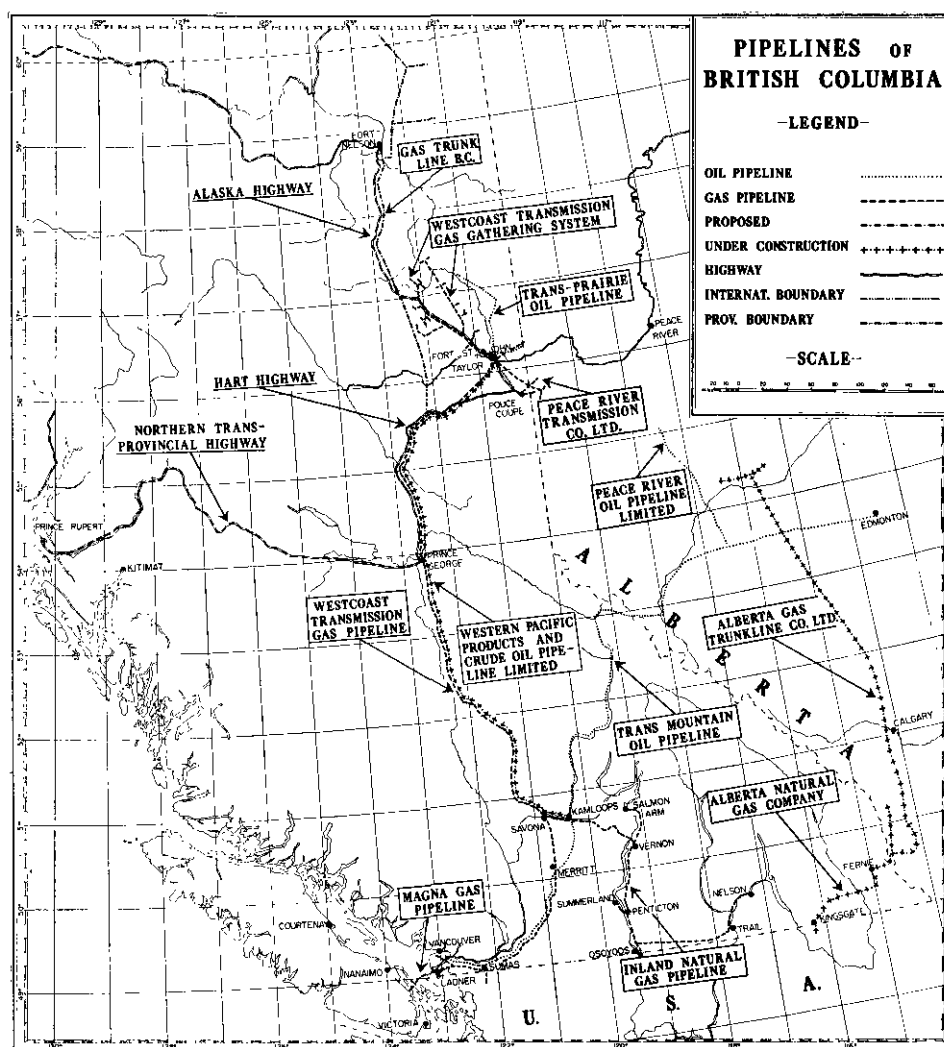 PIPELINES OF
BRITISH COLUMBIA
-LEGEND-
OIL PIPELINE
GAS PIPELINE
PROPOSED
UNDER CONSTRUCTION
HIGHWAY
INTERNAT. BOUNDARY
PROV. BOUNDARY
-SCALE-
FORT
NELSON
GAS TRUNK
LINE B.C.
ALASKA HIGHWAY
WESTCOAST TRANSMISSION
GAS GATHERING SYSTEM
TRANS-PRAIRIE
OIL PIPELINE
PEACE
RIVER
FORT ST. JOHN
TAYLOR
HART HIGHWAY
POUCE
COUPE
PEACE RIVER
TRANSMISSION
CO. LTD.
NORTHERN TRANS-
PROVINCIAL HIGHWAY
PEACE RIVER
OIL PIPELINE
LIMITED
EDMONTON
PRINCE RUPERT
KITIMAT
PRINCE
GEORGE
ALBERTA
WESTCOAST
TRANSMISSION
GAS PIPELINE
WESTERN PACIFIC
PRODUCTS AND
CRUDE OIL PIPE-
LINE LIMITED
ALBERTA GAS
TRUNKLINE CO. LTD.
TRANS MOUNTAIN
OIL PIPELINE
CALGARY
ALBERTA NATURAL
GAS COMPANY
KAMLOOPS
SALMON
ARM
SAVONA
VERNON
MERRITT
FERNIE
SUMMERLAND
PENTICTON
NELSON
KINGSGATE
TRAIL
MAGNA GAS
PIPELINE
COURTENAY
VANCOUVER
OSOYOOS
NANAIMO
LADNER
SUMAS
INLAND NATURAL
GAS PIPELINE
VICTORIA
U. S. A.